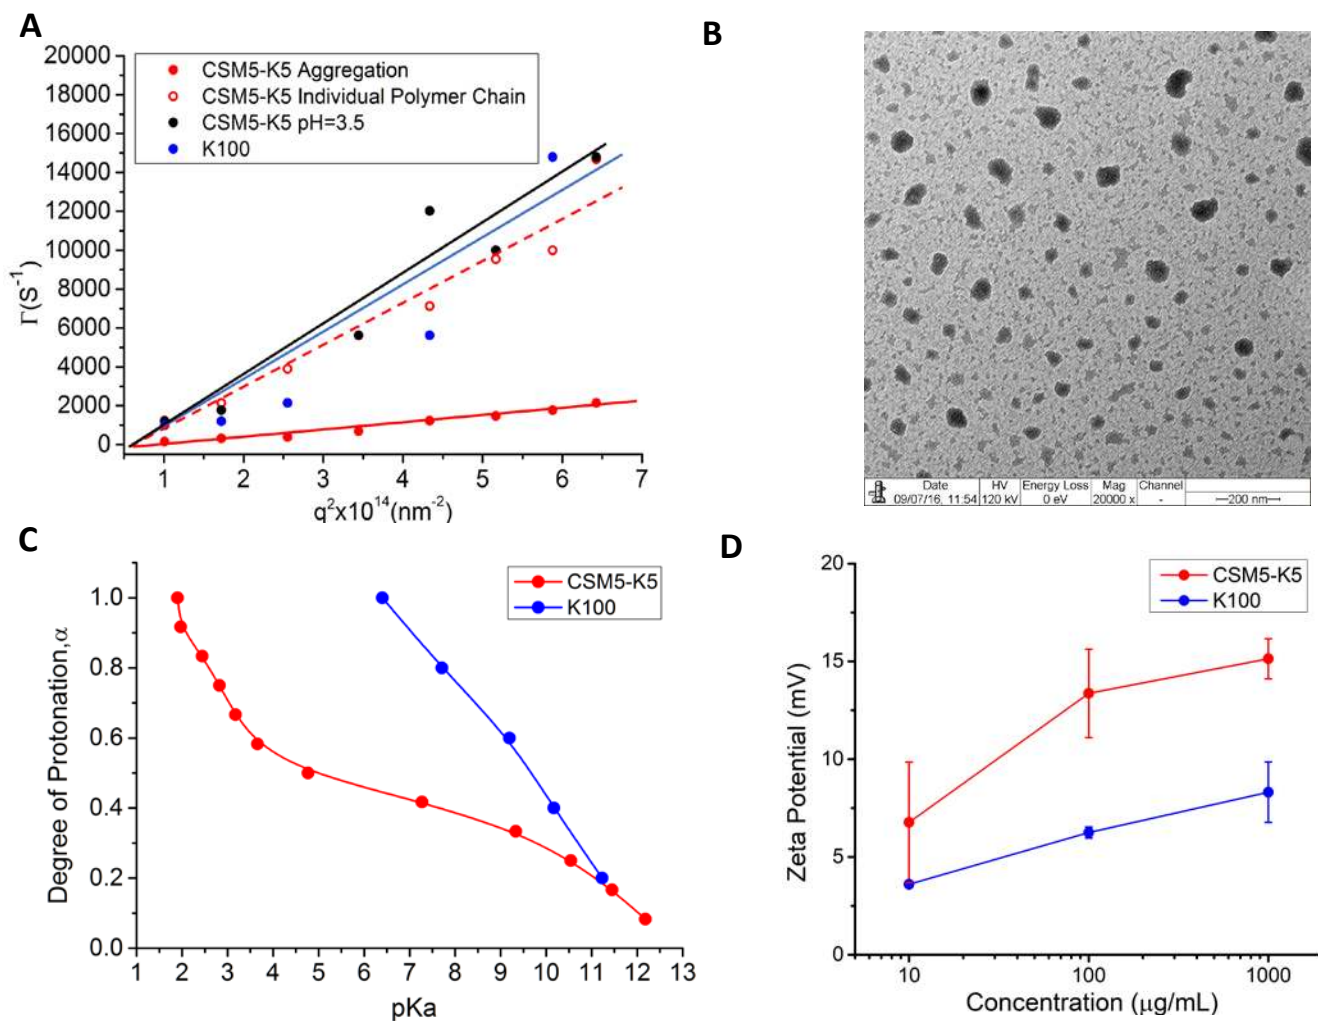 A
20000
18000
16000
14000
12000
10000
8000
6000
4000
2000
0
Γ(S⁻¹)
CSM5-K5 Aggregation
CSM5-K5 Individual Polymer Chain
CSM5-K5 pH=3.5
K100
1 2 3 4 5 6 7
q²x10¹⁴(nm⁻²)
B
Date HV Energy Loss Mag Channel
09/07/16, 11:54 120 kV 0 eV 20000 x - 200 nm
C
1.0
0.8
0.6
0.4
0.2
0.0
Degree of Protonation,α
CSM5-K5
K100
1 2 3 4 5 6 7 8 9 10 11 12 13
pKa
D
20
15
10
5
0
Zeta Potential (mV)
CSM5-K5
K100
10 100 1000
Concentration (μg/mL)